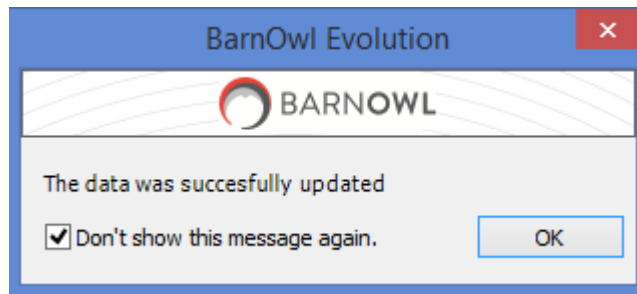 BarnOwl Evolution
BARNOWL
The data was succesfully updated
Don't show this message again.
OK